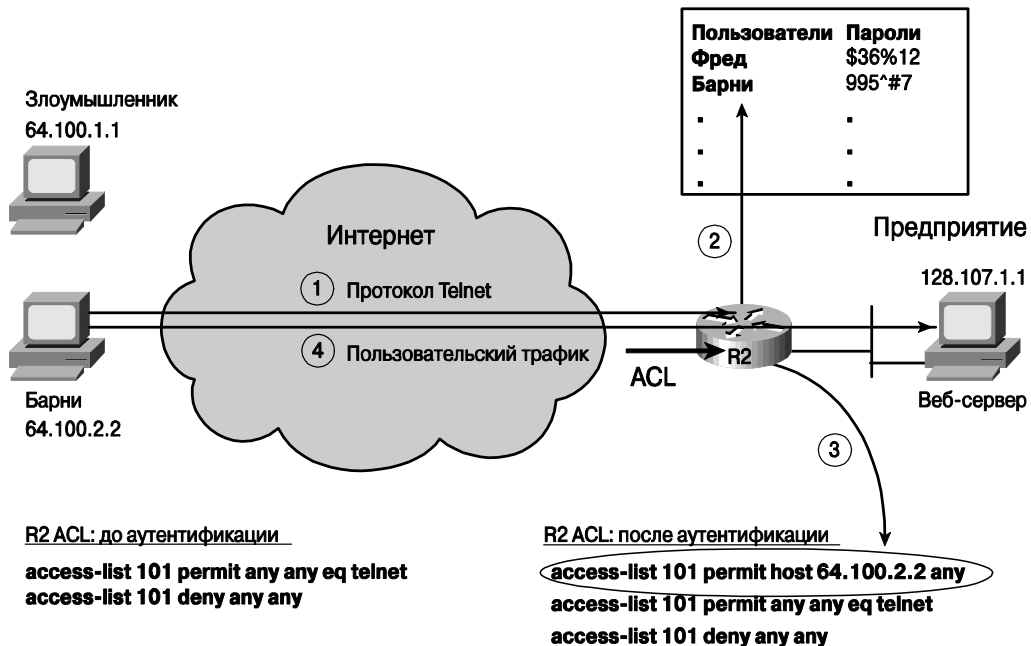 Пользователи Пароли
Фред $36%12
Барни 995^#7
Злоумышленник
64.100.1.1
Интернет
2
Предприятие
128.107.1.1
1 Протокол Telnet
4 Пользовательский трафик
ACL
R2
Веб-сервер
Барни
64.100.2.2
3
R2 ACL: до аутентификации
access-list 101 permit any any eq telnet
access-list 101 deny any any
R2 ACL: после аутентификации
access-list 101 permit host 64.100.2.2 any
access-list 101 permit any any eq telnet
access-list 101 deny any any